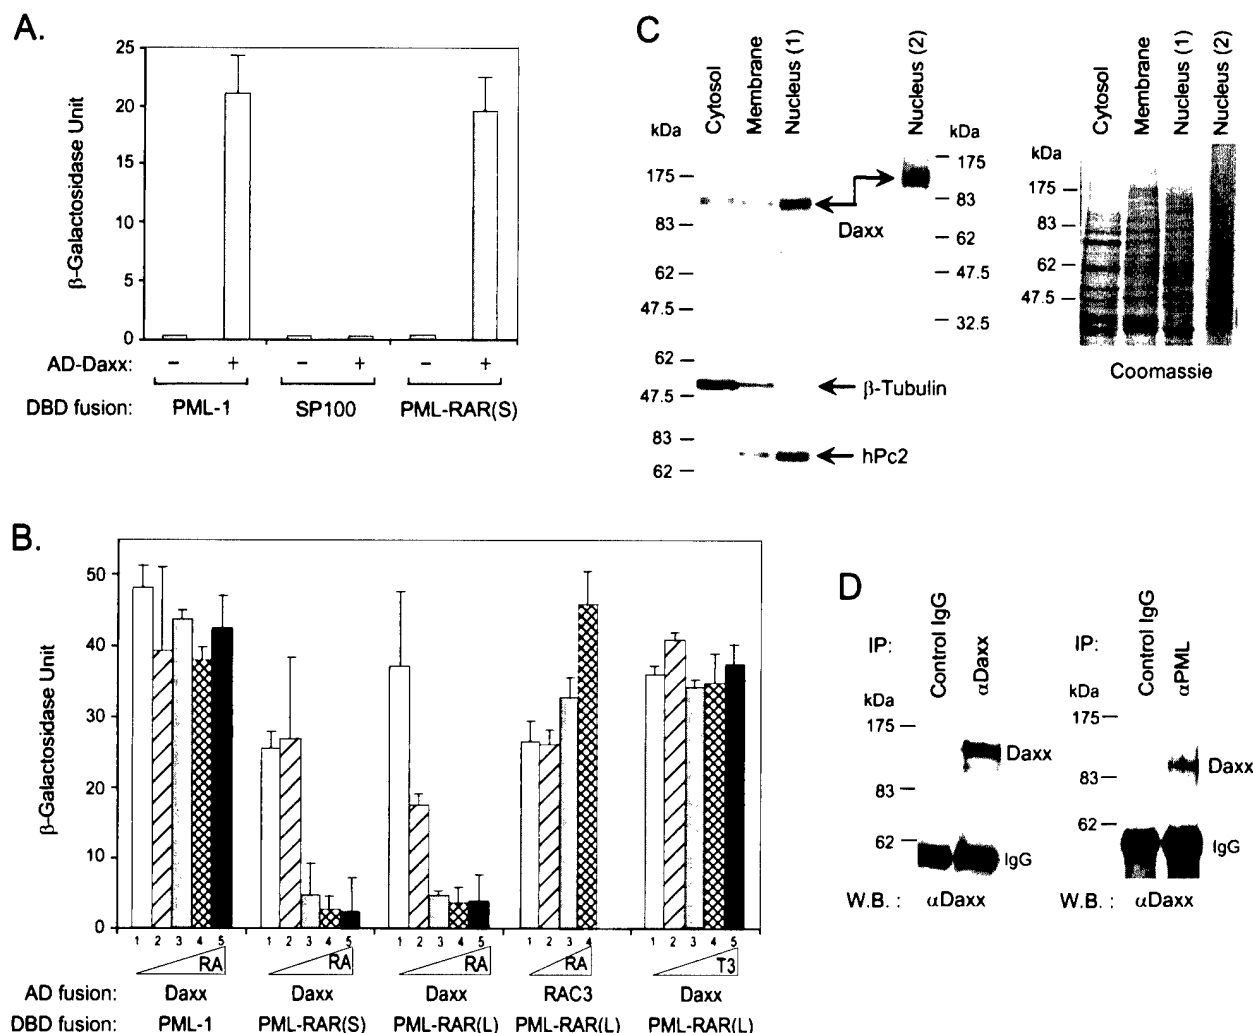 A.
β-Galactosidase Unit
25
20
15
10
5
0
AD-Daxx: − + − + − +
DBD fusion: PML-1 SP100 PML-RAR(S)
C
kDa Cytosol Membrane Nucleus (1) Nucleus (2) kDa
175
83
62
47.5
Daxx
175
83
62
47.5
32.5
62
47.5
β-Tubulin
83
62
hPc2
kDa Cytosol Membrane Nucleus (1) Nucleus (2)
175
83
62
47.5
Coomassie
B.
β-Galactosidase Unit
50
40
30
20
10
0
1 2 3 4 5 1 2 3 4 5 1 2 3 4 5 1 2 3 4 1 2 3 4 5
RA RA RA RA T3
AD fusion: Daxx Daxx Daxx RAC3 Daxx
DBD fusion: PML-1 PML-RAR(S) PML-RAR(L) PML-RAR(L) PML-RAR(L)
D
IP: Control IgG αDaxx
kDa
175
83
62
Daxx
IgG
W.B. : αDaxx
IP: Control IgG αPML
kDa
175
83
62
Daxx
IgG
W.B. : αDaxx